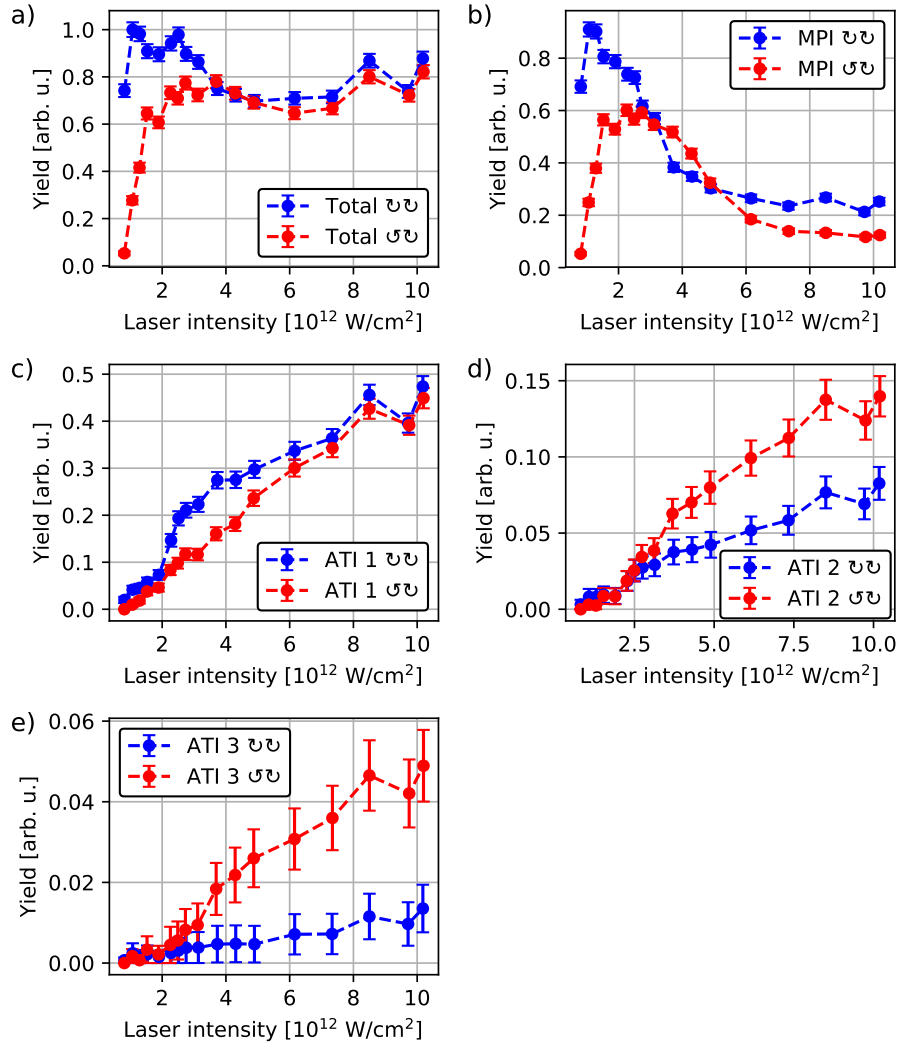 a)
1.0
0.8
0.6
0.4
0.2
0.0
Yield [arb. u.]
Total ↻↻
Total ↺↻
2 4 6 8 10
Laser intensity [10¹² W/cm²]
b)
0.8
0.6
0.4
0.2
0.0
Yield [arb. u.]
MPI ↻↻
MPI ↺↻
2 4 6 8 10
Laser intensity [10¹² W/cm²]
c)
0.5
0.4
0.3
0.2
0.1
0.0
Yield [arb. u.]
ATI 1 ↻↻
ATI 1 ↺↻
2 4 6 8 10
Laser intensity [10¹² W/cm²]
d)
0.15
0.10
0.05
0.00
Yield [arb. u.]
ATI 2 ↻↻
ATI 2 ↺↻
2.5 5.0 7.5 10.0
Laser intensity [10¹² W/cm²]
e)
0.06
0.04
0.02
0.00
Yield [arb. u.]
ATI 3 ↻↻
ATI 3 ↺↻
2 4 6 8 10
Laser intensity [10¹² W/cm²]